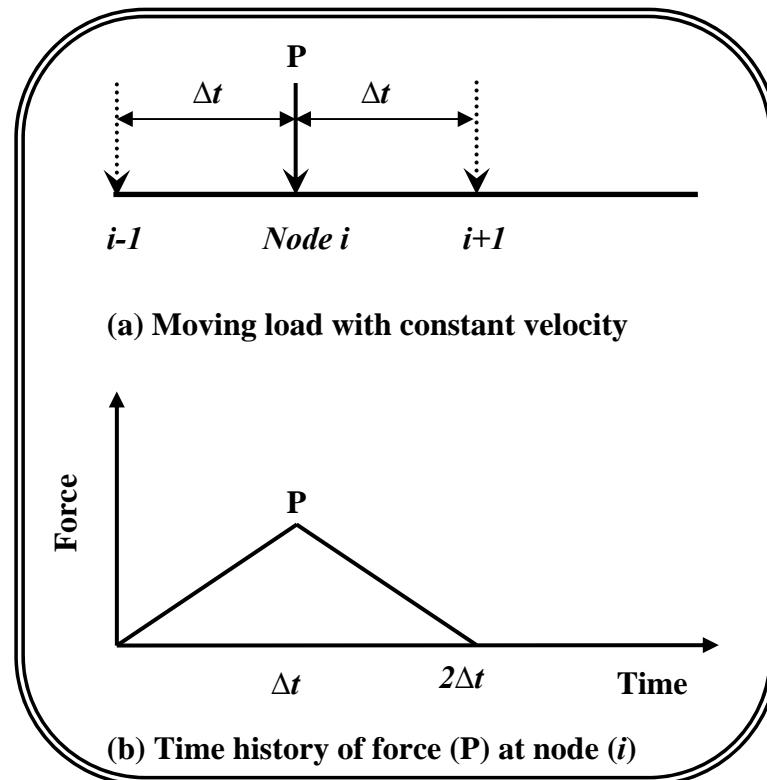 P
Δt Δt
i-1 Node i i+1
(a) Moving load with constant velocity
Force
P
Δt 2Δt Time
(b) Time history of force (P) at node (i)